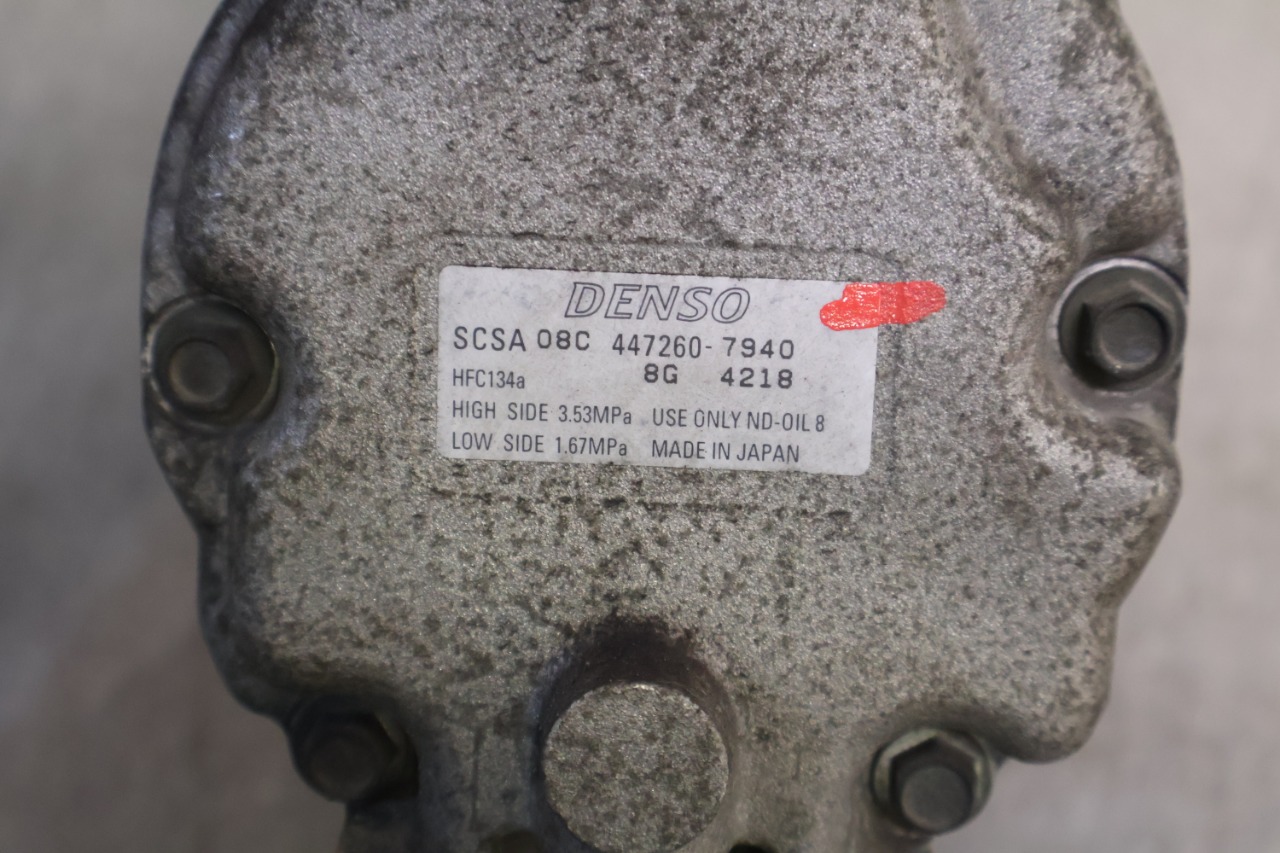 DENSO
SCSA 08C 447260-7940
HFC134a 8G 4218
HIGH SIDE 3.53MPa USE ONLY ND-OIL 8
LOW SIDE 1.67MPa MADE IN JAPAN